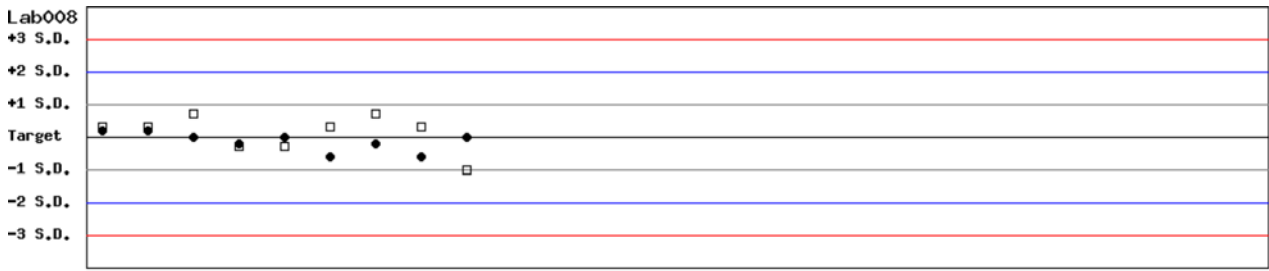 Lab008
+3 S.D.
+2 S.D.
+1 S.D.
Target
-1 S.D.
-2 S.D.
-3 S.D.